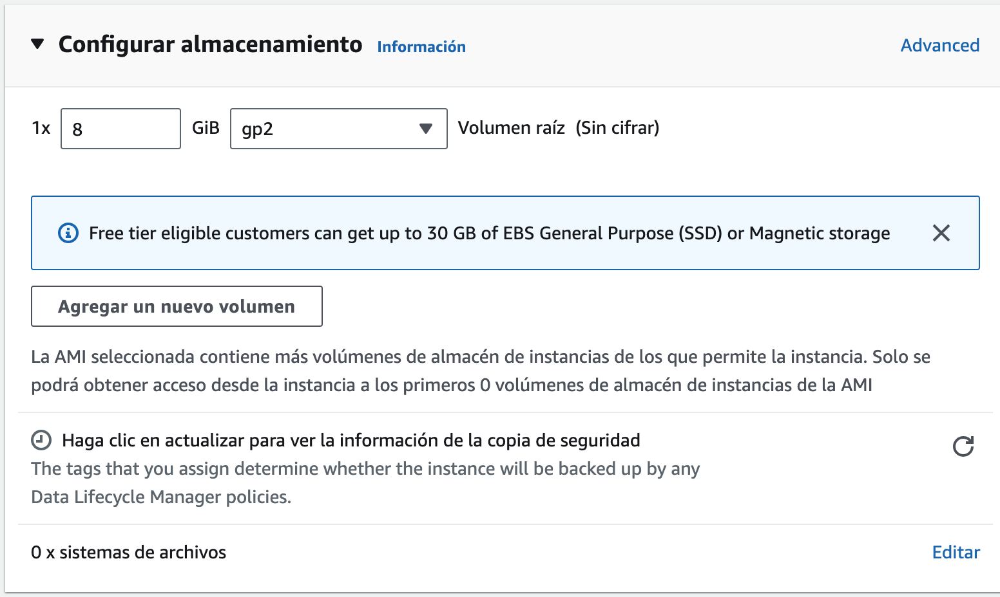 Configurar almacenamiento Información Advanced
1x 8 GiB gp2 Volumen raíz (Sin cifrar)
Free tier eligible customers can get up to 30 GB of EBS General Purpose (SSD) or Magnetic storage
Agregar un nuevo volumen
La AMI seleccionada contiene más volúmenes de almacén de instancias de los que permite la instancia. Solo se
podrá obtener acceso desde la instancia a los primeros 0 volúmenes de almacén de instancias de la AMI
Haga clic en actualizar para ver la información de la copia de seguridad
The tags that you assign determine whether the instance will be backed up by any
Data Lifecycle Manager policies.
0 x sistemas de archivos Editar